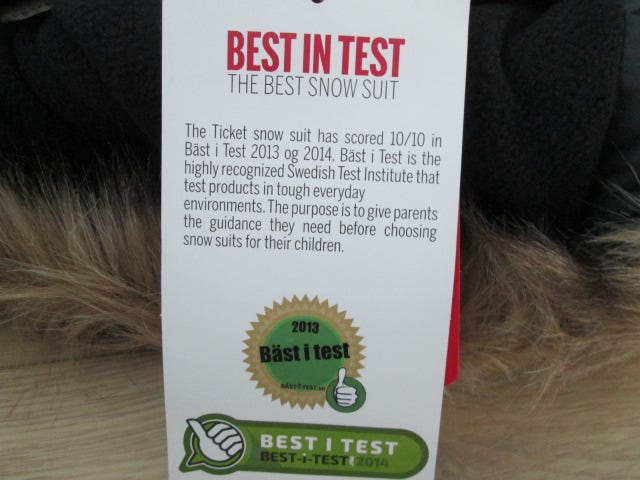 BEST IN TEST
THE BEST SNOW SUIT
The Ticket snow suit has scored 10/10 in
Bäst i Test 2013 og 2014. Bäst i Test is the
highly recognized Swedish Test Institute that
test products in tough everyday
environments. The purpose is to give parents
the guidance they need before choosing
snow suits for their children.
2013
Bäst i test
BÄST-I-TEST.se
BEST I TEST
BEST-i-TEST 2014